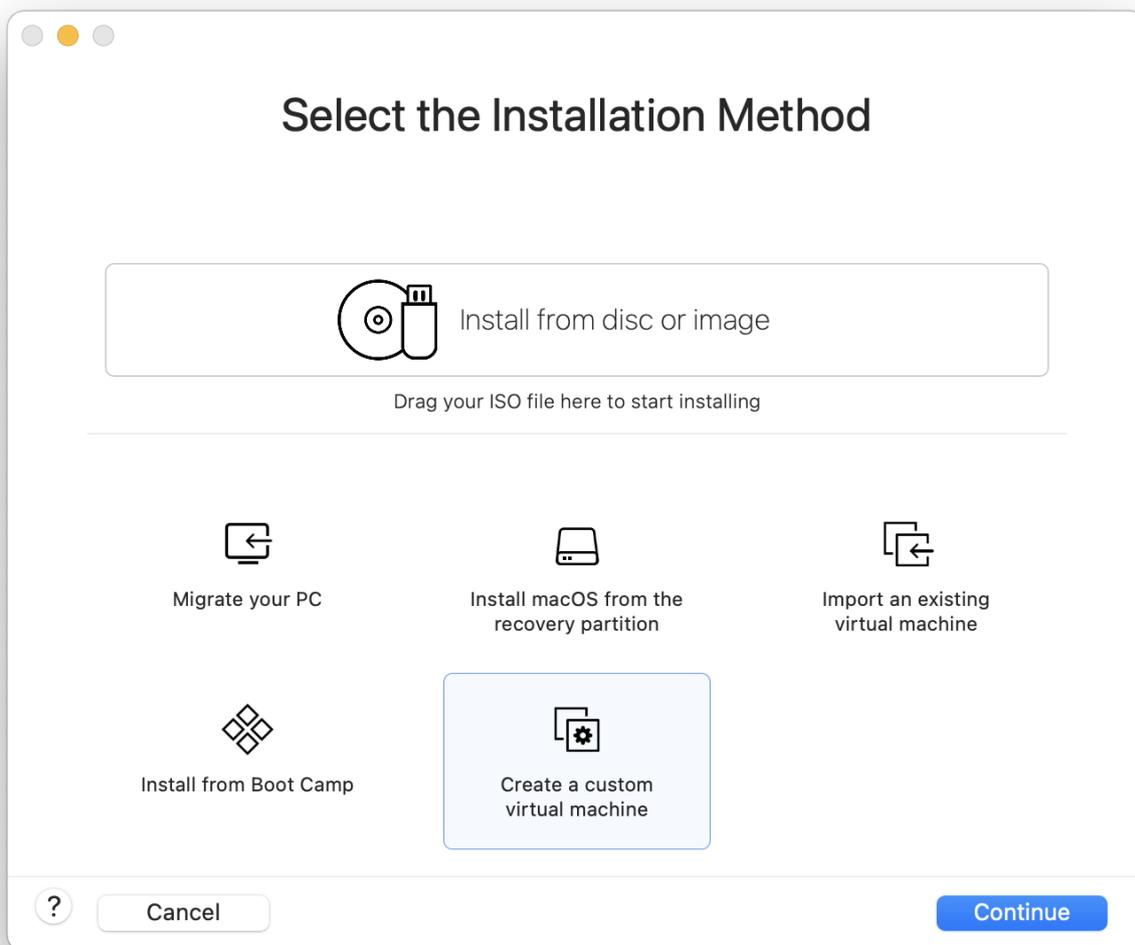 Select the Installation Method
Install from disc or image
Drag your ISO file here to start installing
Migrate your PC
Install macOS from the
recovery partition
Import an existing
virtual machine
Install from Boot Camp
Create a custom
virtual machine
?
Cancel
Continue